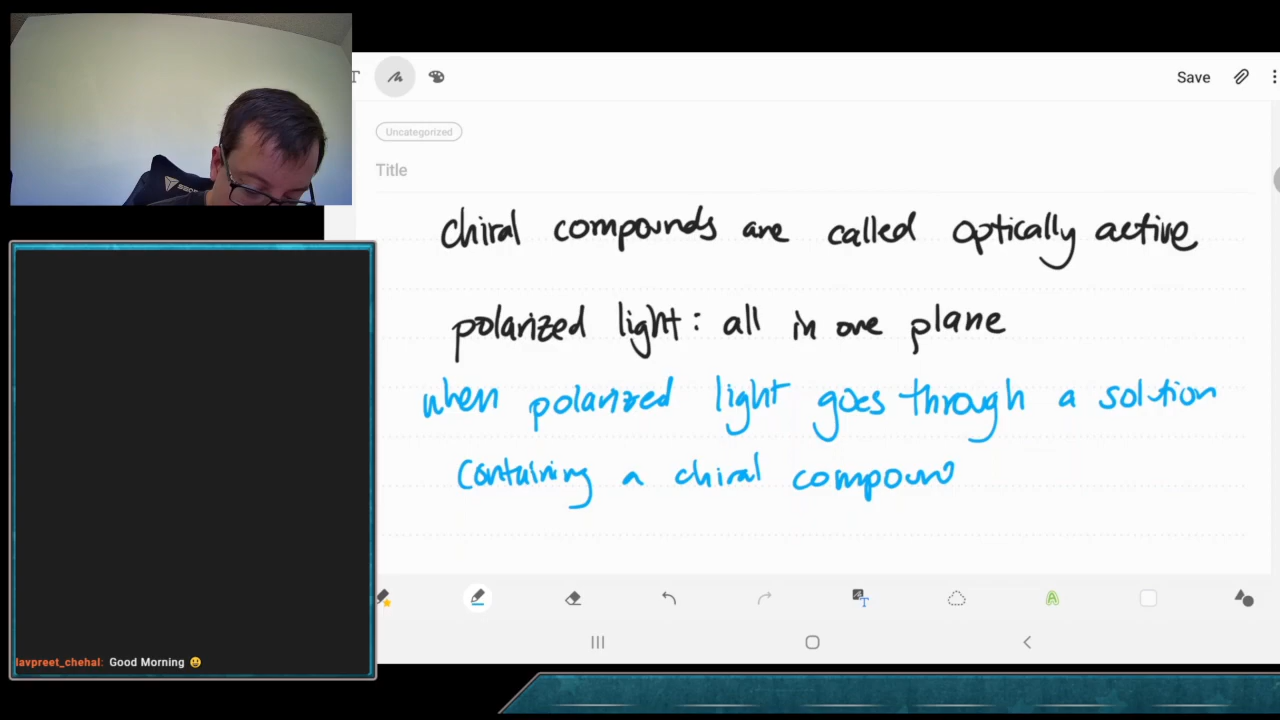 T
Save
Uncategorized
Title
chiral compounds are called optically active
polarized light: all in one plane
when polarized light goes through a solution
containing a chiral compound
T
A
lavpreet_chehal: Good Morning 😃